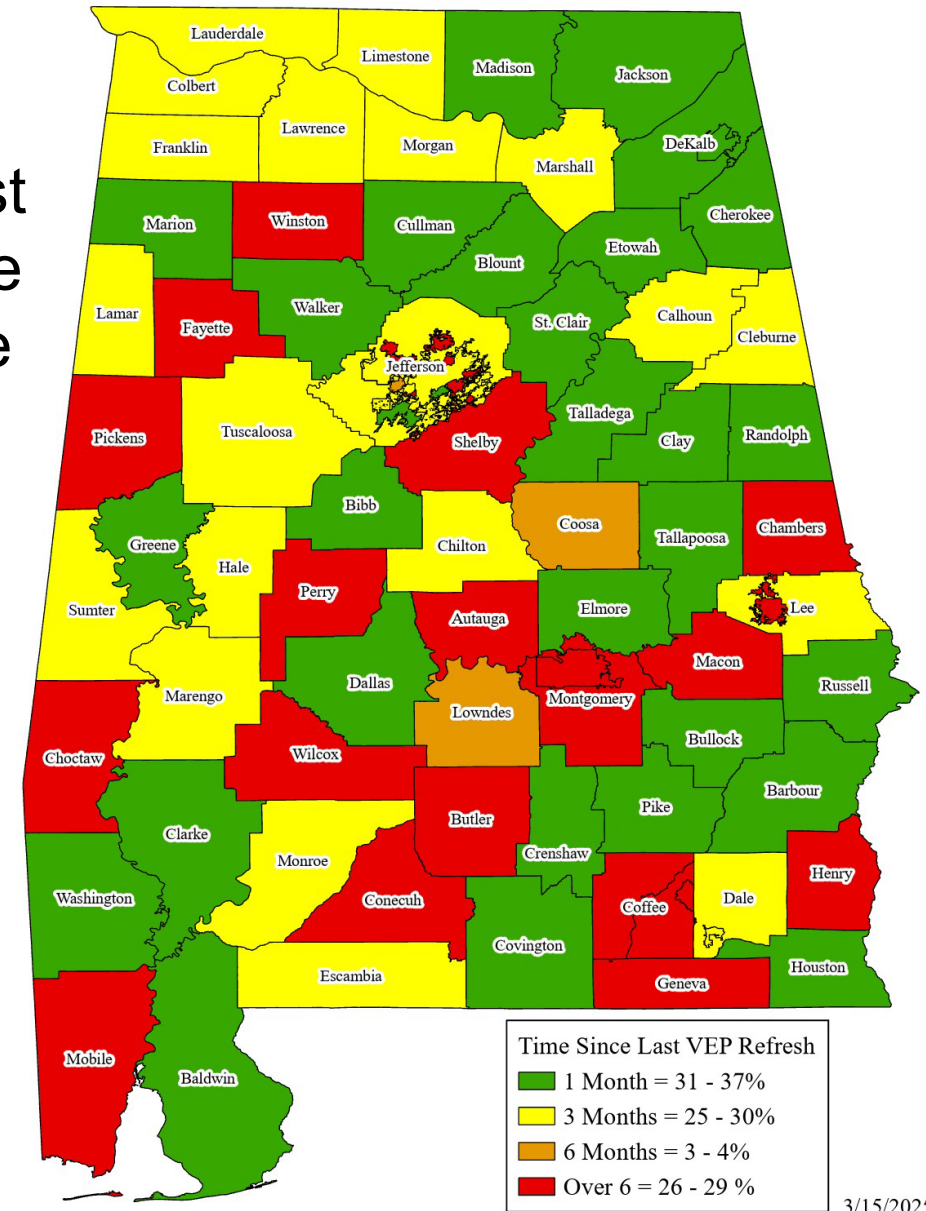 Lauderdale
Limestone
Madison
Jackson
Colbert
Lawrence
Franklin
Morgan
DeKalb
Marshall
st
Marion
Winston
Cullman
Cherokee
Etowah
e
Blount
Lamar
Fayette
Walker
St. Clair
Calhoun
Cleburne
e
Jefferson
Pickens
Tuscaloosa
Shelby
Talladega
Clay
Randolph
Bibb
Greene
Hale
Chilton
Coosa
Tallapoosa
Chambers
Sumter
Perry
Autauga
Elmore
Lee
Macon
Marengo
Dallas
Lowndes
Montgomery
Russell
Choctaw
Wilcox
Bullock
Barbour
Clarke
Butler
Pike
Monroe
Crenshaw
Henry
Washington
Conecuh
Coffee
Dale
Covington
Escambia
Geneva
Houston
Mobile
Baldwin
Time Since Last VEP Refresh
1 Month = 31 - 37%
3 Months = 25 - 30%
6 Months = 3 - 4%
Over 6 = 26 - 29 %
3/15/2025